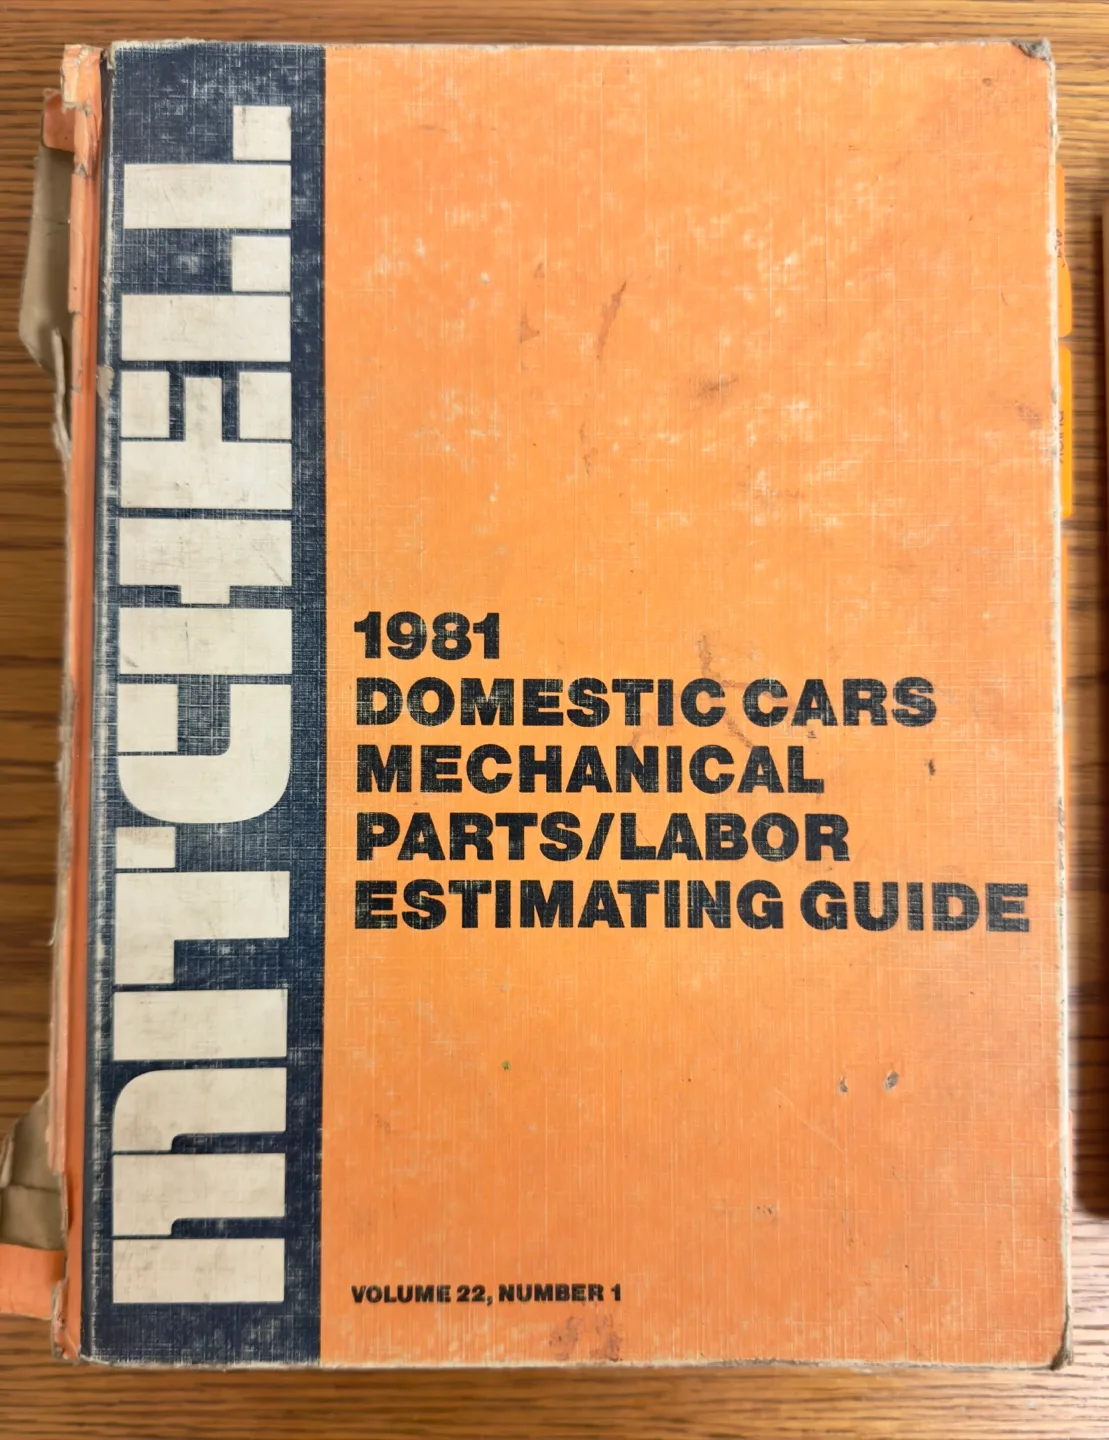 MITCHELL
1981
DOMESTIC CARS
MECHANICAL
PARTS/LABOR
ESTIMATING GUIDE
VOLUME 22, NUMBER 1